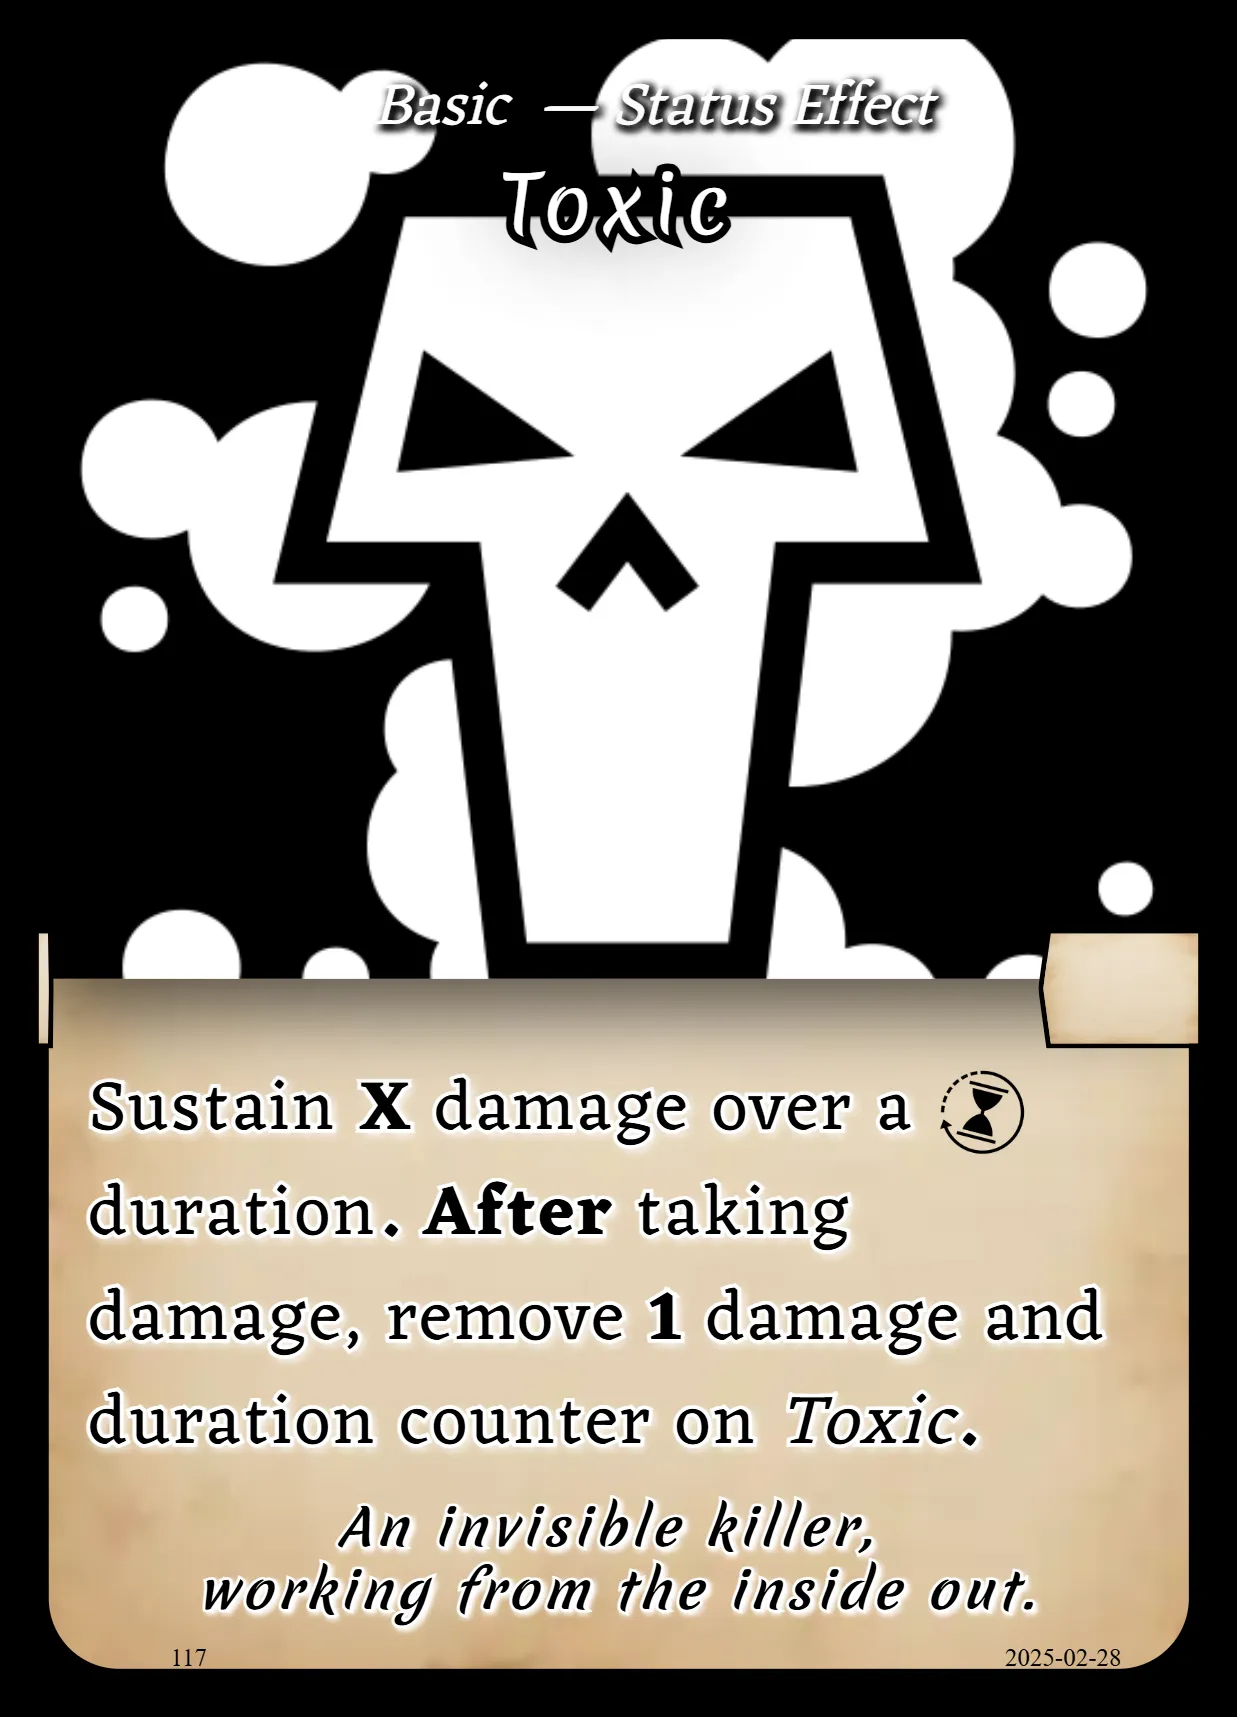 Basic — Status Effect
Toxic
Sustain X damage over a
duration. After taking
damage, remove 1 damage and
duration counter on Toxic.
An invisible killer,
working from the inside out.
117
2025-02-28